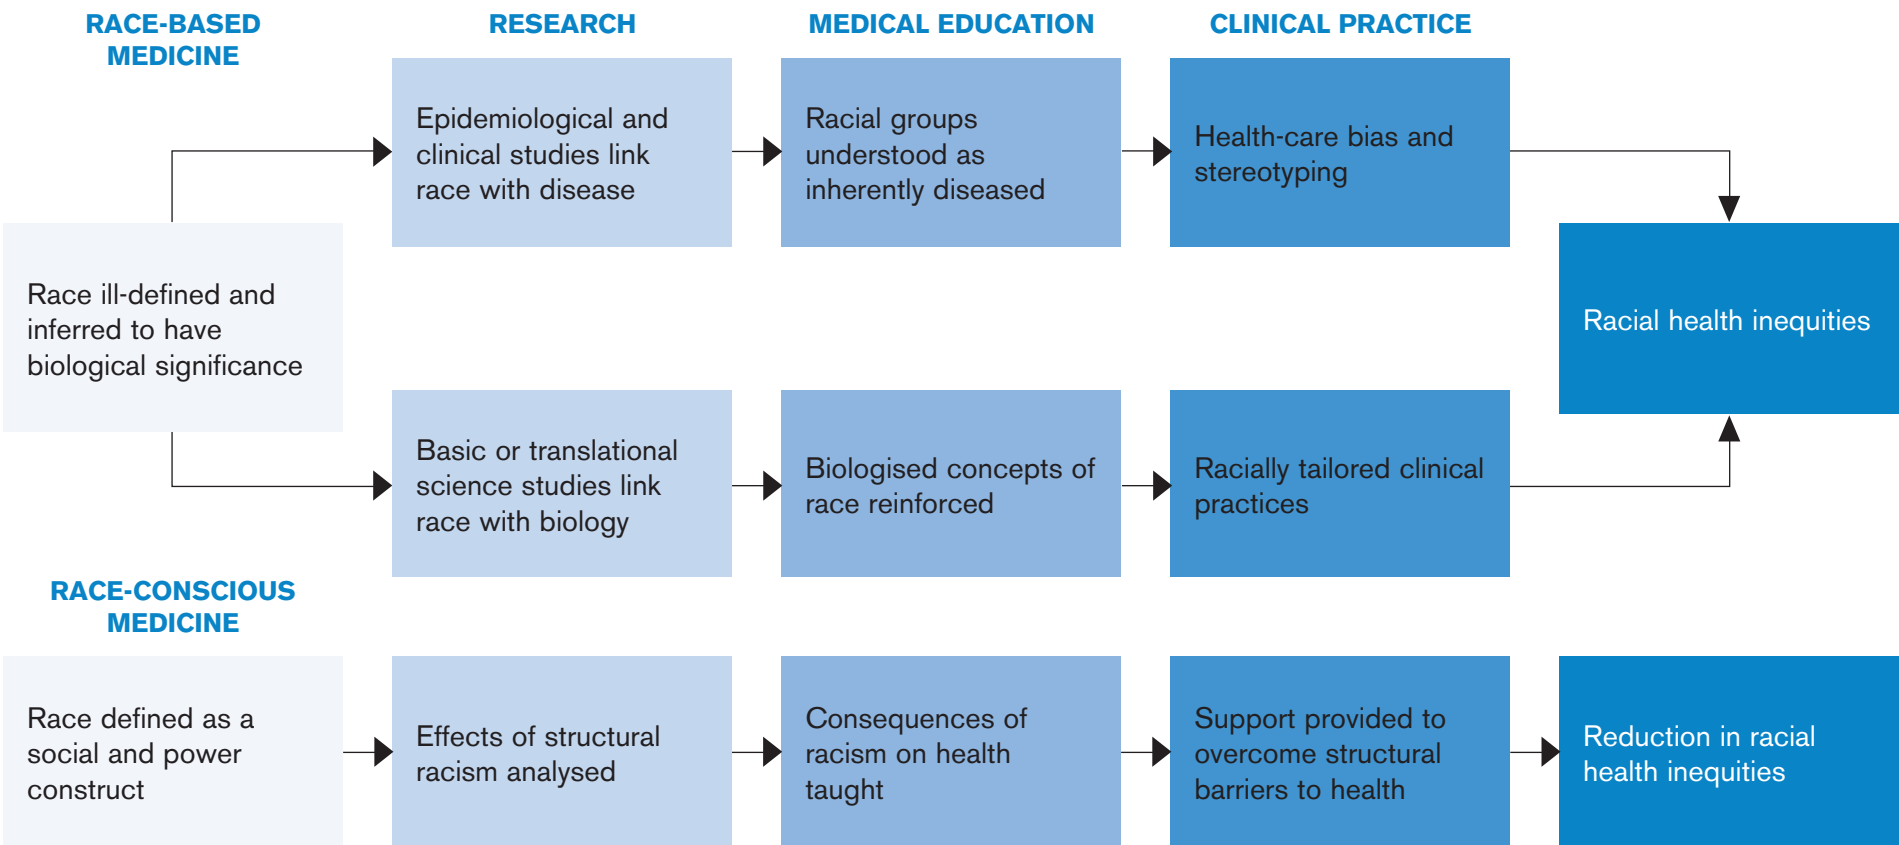 RACE-BASED
MEDICINE
RESEARCH
MEDICAL EDUCATION
CLINICAL PRACTICE
Race ill-defined and
inferred to have
biological significance
Epidemiological and
clinical studies link
race with disease
Racial groups
understood as
inherently diseased
Health-care bias and
stereotyping
Basic or translational
science studies link
race with biology
Biologised concepts of
race reinforced
Racially tailored clinical
practices
Racial health inequities
RACE-CONSCIOUS
MEDICINE
Race defined as a
social and power
construct
Effects of structural
racism analysed
Consequences of
racism on health
taught
Support provided to
overcome structural
barriers to health
Reduction in racial
health inequities